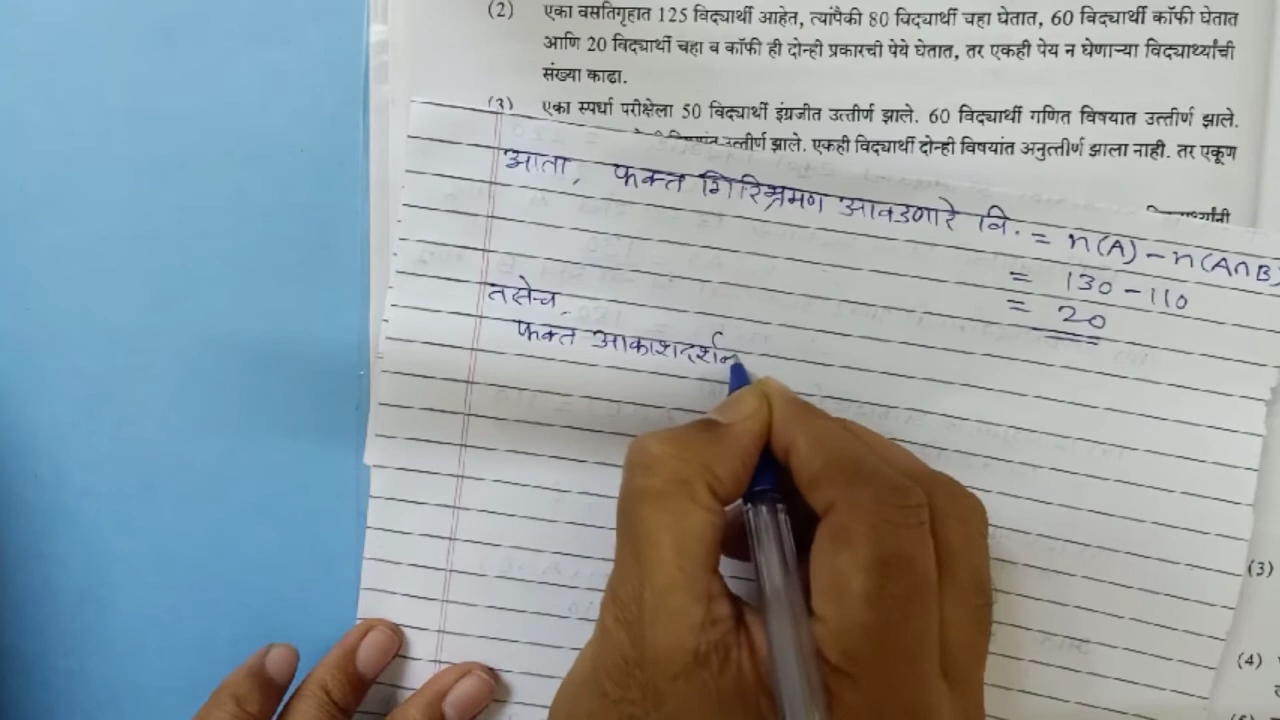 (2) एका वसतिगृहात 125 विद्यार्थी आहेत, त्यांपैकी 80 विद्यार्थी चहा घेतात, 60 विद्यार्थी कॉफी घेतात
आणि 20 विद्यार्थी चहा व कॉफी ही दोन्ही प्रकारची पेये घेतात, तर एकही पेय न घेणाऱ्या विद्यार्थ्यांची
संख्या काढा.
(3) एका स्पर्धा परीक्षेला 50 विद्यार्थी इंग्रजीत उत्तीर्ण झाले. 60 विद्यार्थी गणित विषयात उत्तीर्ण झाले.
उत्तीर्ण झाले. एकही विद्यार्थी दोन्ही विषयांत अनुत्तीर्ण झाला नाही. तर एकूण
आता, फक्त गिरिभ्रमण आवडणारे वि. = n(A) - n(A∩B)
= 130 - 110
= 20
तसेच,
फक्त आकाशदर्शन
(3)
(4)